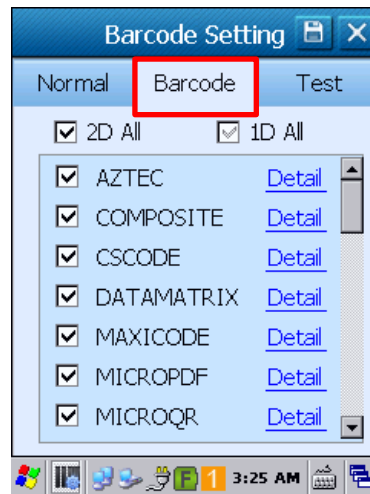 Barcode Setting
Normal Barcode Test
2D All 1D All
AZTEC Detail
COMPOSITE Detail
CSCODE Detail
DATAMATRIX Detail
MAXICODE Detail
MICROPDF Detail
MICROQR Detail
F 1 3:25 AM